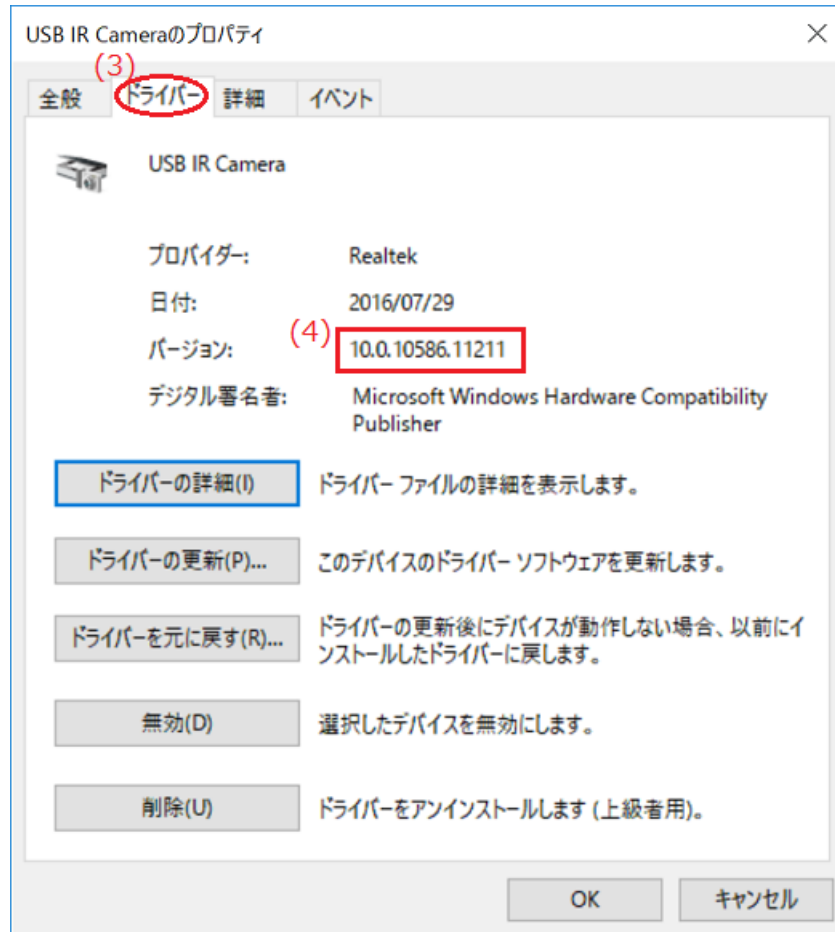 USB IR Cameraのプロパティ
(3)
全般 ドライバー 詳細 イベント
USB IR Camera
プロバイダー: Realtek
日付: 2016/07/29
(4)
バージョン: 10.0.10586.11211
デジタル署名者: Microsoft Windows Hardware Compatibility
Publisher
ドライバーの詳細(I) ドライバー ファイルの詳細を表示します。
ドライバーの更新(P)... このデバイスのドライバー ソフトウェアを更新します。
ドライバーを元に戻す(R)... ドライバーの更新後にデバイスが動作しない場合、以前にイ
ンストールしたドライバーに戻します。
無効(D) 選択したデバイスを無効にします。
削除(U) ドライバーをアンインストールします (上級者用)。
OK キャンセル